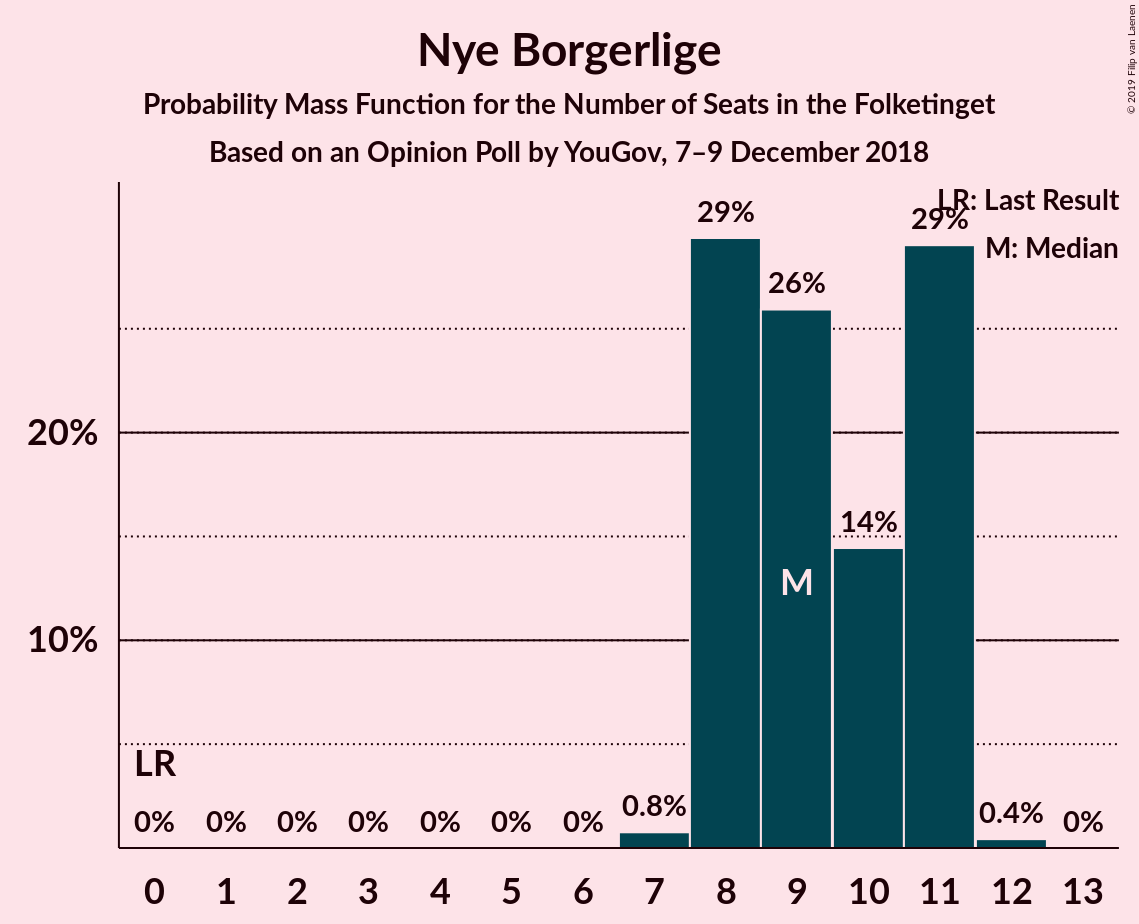 Nye Borgerlige
Probability Mass Function for the Number of Seats in the Folketinget
Based on an Opinion Poll by YouGov, 7–9 December 2018
© 2019 Filip van Laenen
LR: Last Result
M: Median
20%
10%
LR
M
0%
0%
0%
0%
0%
0%
0%
0.8%
29%
26%
14%
29%
0.4%
0%
0 1 2 3 4 5 6 7 8 9 10 11 12 13